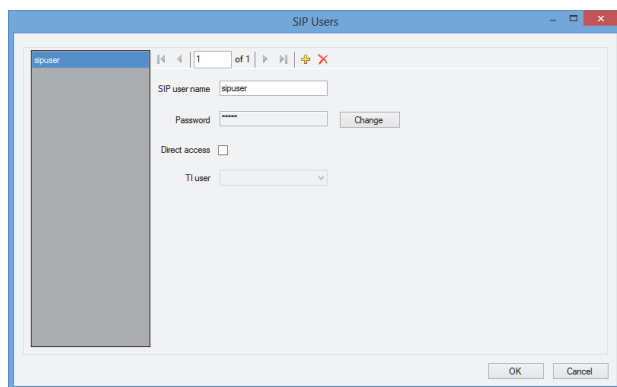 SIP Users
sipuser
1 of 1
SIP user name sipuser
Password ***** Change
Direct access
TI user
OK Cancel